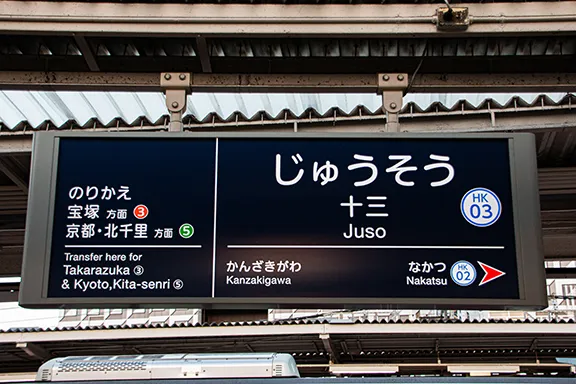 のりかえ
宝塚 方面 3
京都・北千里 方面 5
Transfer here for
Takarazuka ③
& Kyoto,Kita-senri ⑤
じゅうそう
十三
Juso
HK
03
かんざきがわ
Kanzakigawa
なかつ
Nakatsu
HK
02